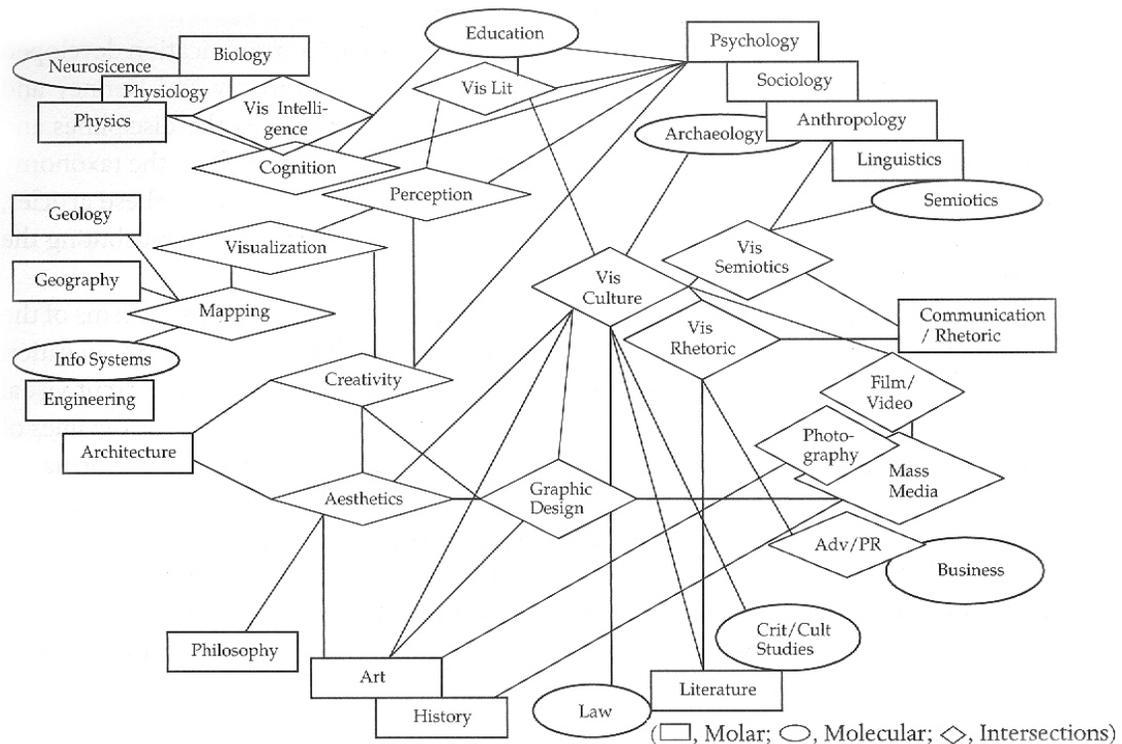 Education
Psychology
Biology
Neurosicence
Sociology
Vis Lit
Physiology
Vis Intelli-
gence
Physics
Anthropology
Archaeology
Linguistics
Cognition
Perception
Semiotics
Geology
Visualization
Vis
Semiotics
Geography
Vis
Culture
Mapping
Communication
/ Rhetoric
Vis
Rhetoric
Info Systems
Creativity
Film/
Video
Engineering
Photo-
graphy
Architecture
Mass
Media
Aesthetics
Graphic
Design
Adv/PR
Business
Crit/Cult
Studies
Philosophy
Art
Literature
Law
History
(□, Molar; ○, Molecular; ◇, Intersections)